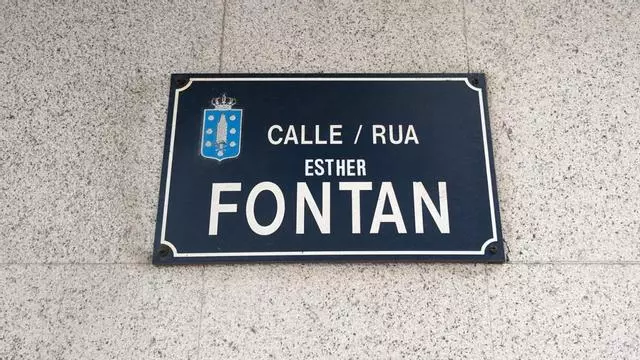 CALLE / RUA
ESTHER
FONTAN